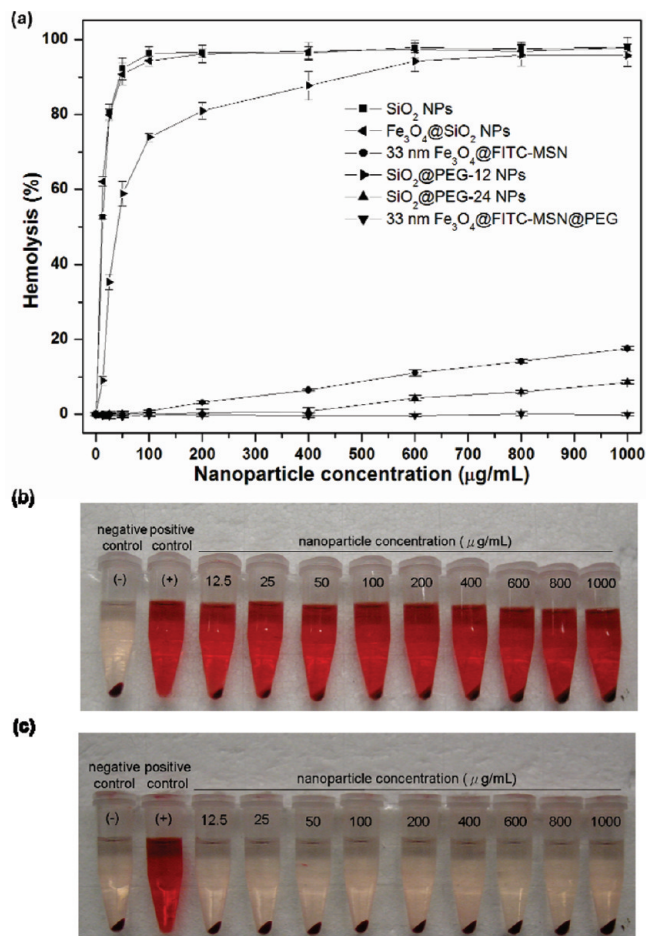 (a)
100
80
60
40
20
0
Hemolysis (%)
SiO₂ NPs
Fe₃O₄@SiO₂ NPs
33 nm Fe₃O₄@FITC-MSN
SiO₂@PEG-12 NPs
SiO₂@PEG-24 NPs
33 nm Fe₃O₄@FITC-MSN@PEG
0 100 200 300 400 500 600 700 800 900 1000
Nanoparticle concentration (μg/mL)
(b)
negative control
positive control
nanoparticle concentration (μg/mL)
(-) (+) 12.5 25 50 100 200 400 600 800 1000
(c)
negative control
positive control
nanoparticle concentration (μg/mL)
(-) (+) 12.5 25 50 100 200 400 600 800 1000